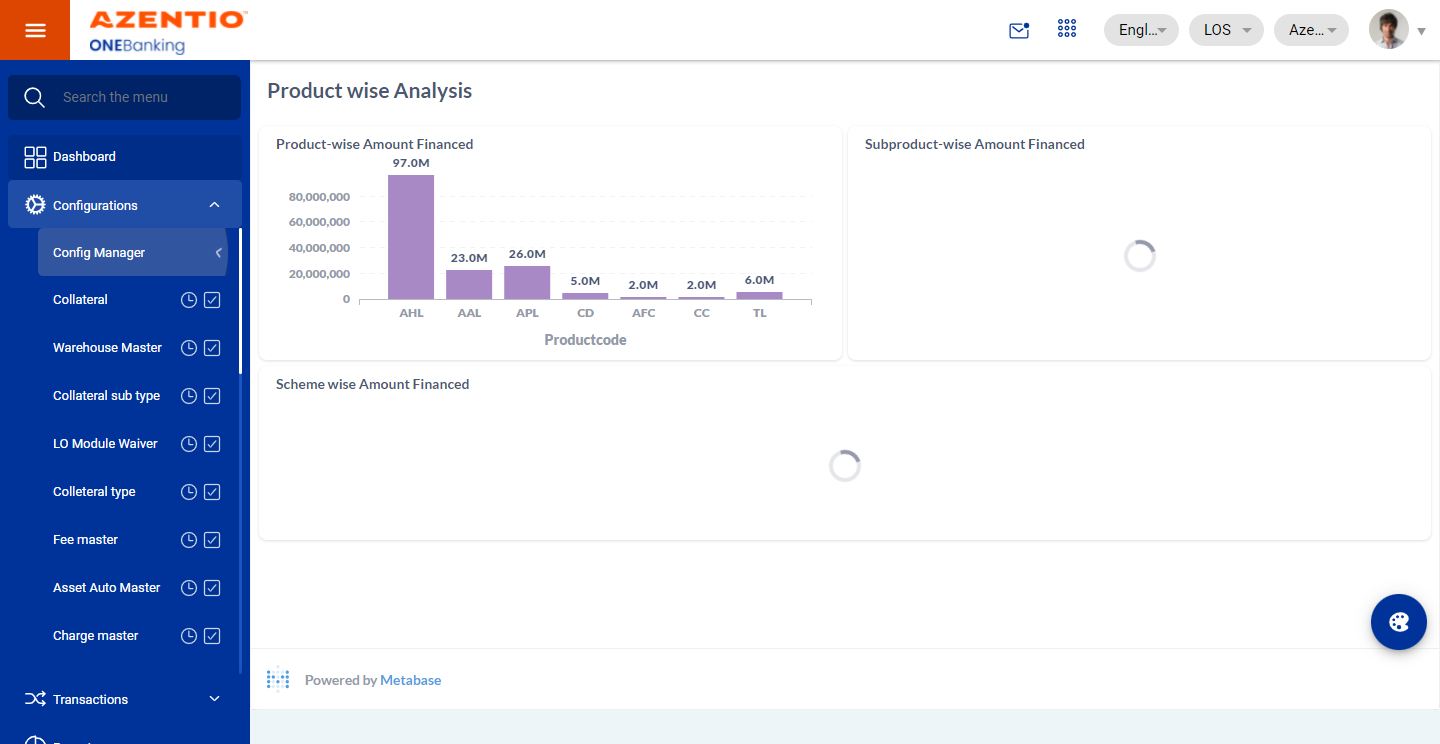 AZENTIO
ONEBanking
Engl...
LOS
Aze...
Search the menu
Dashboard
Configurations
Config Manager
Collateral
Warehouse Master
Collateral sub type
LO Module Waiver
Colleteral type
Fee master
Asset Auto Master
Charge master
Transactions
Product wise Analysis
Product-wise Amount Financed
97.0M
80,000,000
60,000,000
40,000,000
20,000,000
0
23.0M
26.0M
5.0M
2.0M
2.0M
6.0M
AHL AAL APL CD AFC CC TL
Productcode
Subproduct-wise Amount Financed
Scheme wise Amount Financed
Powered by Metabase